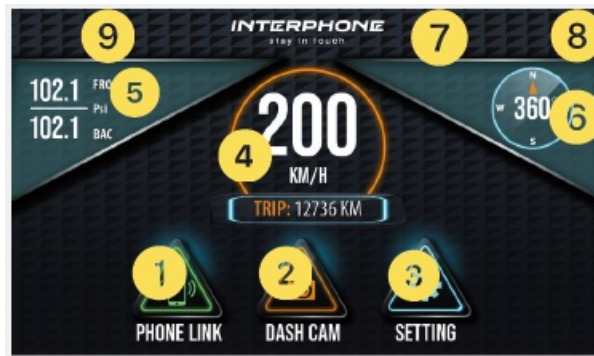 9
INTERPHONE
stay in touch
7
8
102.1 FRO
5
Psi
102.1 BAC
N
W 360
6
S
200
4
KM/H
TRIP: 12736 KM
1
2
3
PHONE LINK
DASH CAM
SETTING